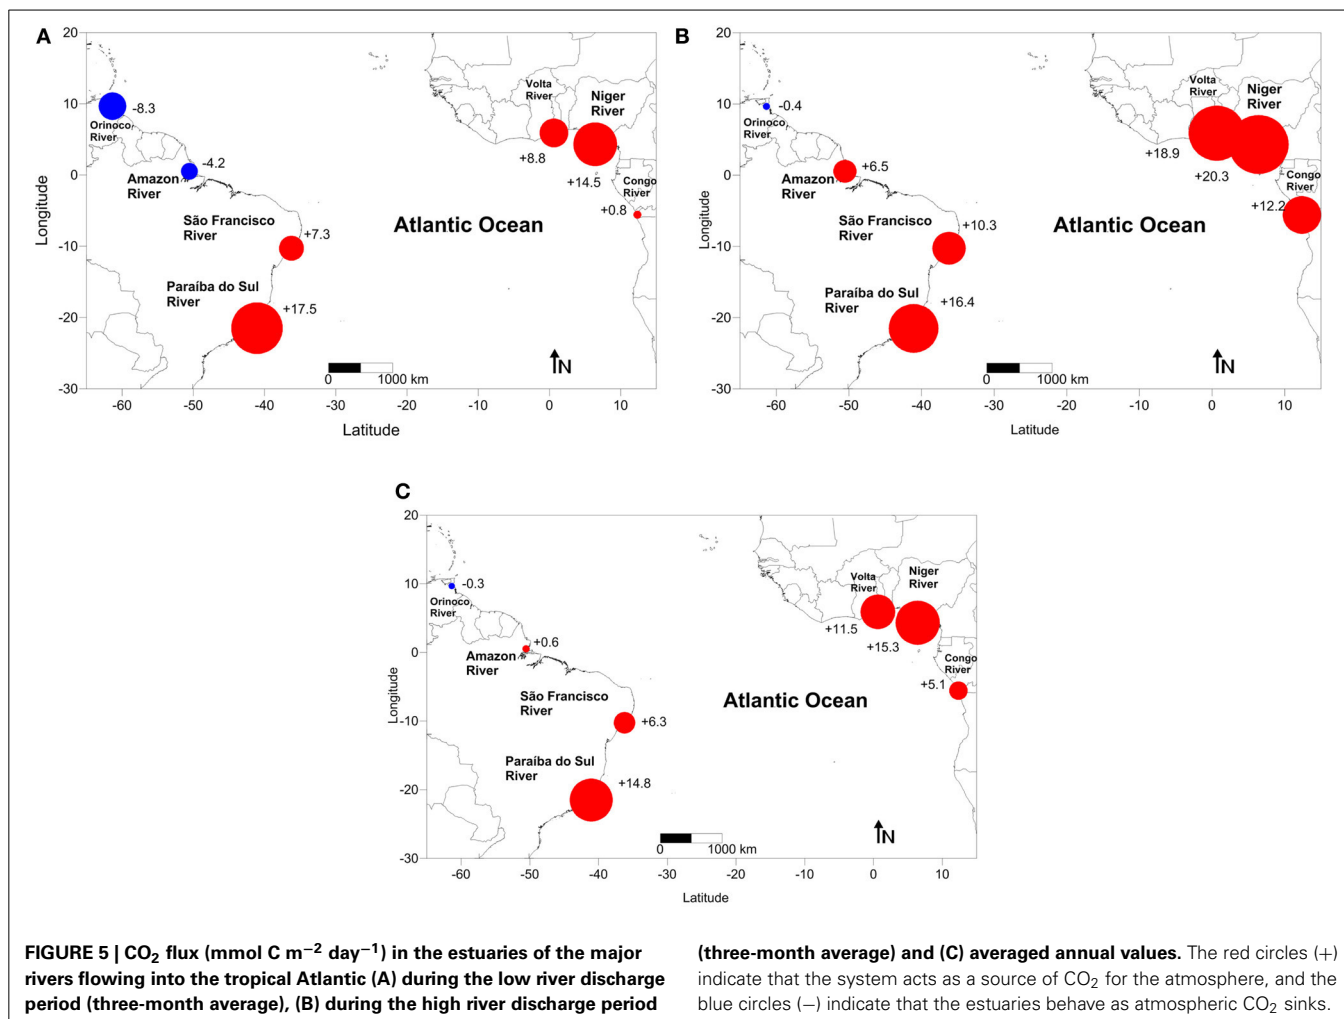 A
20
10
0
-10
-20
-30
Longitude
-60
-50
-40
-30
-20
-10
0
10
Latitude
-8.3
Orinoco
River
-4.2
Amazon
River
São Francisco
River
+7.3
Paraíba do Sul
River
+17.5
Atlantic Ocean
Volta
River
+8.8
Niger
River
+14.5
Congo
River
+0.8
0
1000 km
N
B
20
10
0
-10
-20
-30
-60
-50
-40
-30
-20
-10
0
10
Latitude
-0.4
Orinoco
River
+6.5
Amazon
River
São Francisco
River
+10.3
Paraíba do Sul
River
+16.4
Atlantic Ocean
Volta
River
+18.9
Niger
River
+20.3
Congo
River
+12.2
0
1000 km
N
C
20
10
0
-10
-20
-30
Longitude
-60
-50
-40
-30
-20
-10
0
10
Latitude
-0.3
Orinoco
River
+0.6
Amazon
River
São Francisco
River
+6.3
Paraíba do Sul
River
+14.8
Atlantic Ocean
Volta
River
+11.5
Niger
River
+15.3
Congo
River
+5.1
0
1000 km
N
FIGURE 5 | CO₂ flux (mmol C m⁻² day⁻¹) in the estuaries of the major
rivers flowing into the tropical Atlantic (A) during the low river discharge
period (three-month average), (B) during the high river discharge period
(three-month average) and (C) averaged annual values. The red circles (+)
indicate that the system acts as a source of CO₂ for the atmosphere, and the
blue circles (−) indicate that the estuaries behave as atmospheric CO₂ sinks.